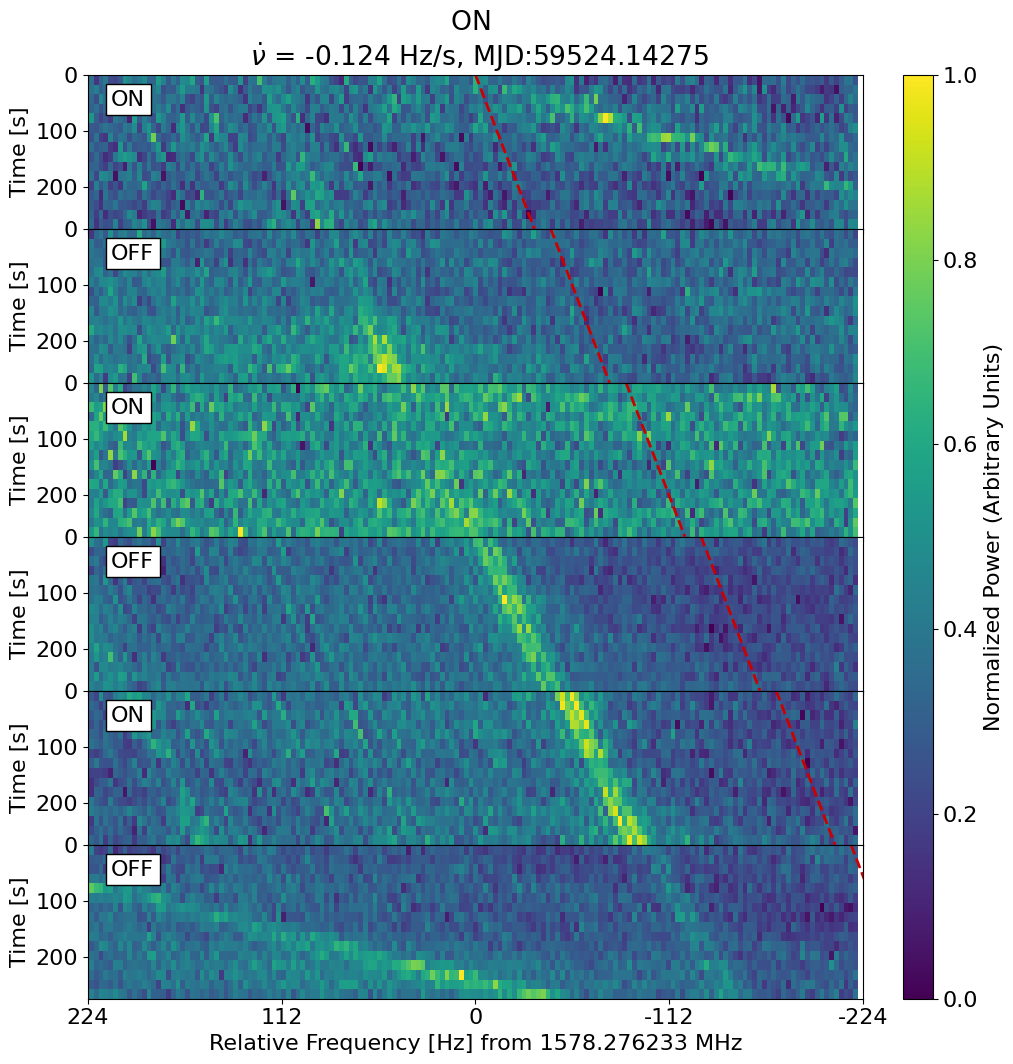 ON
ν̇ = -0.124 Hz/s, MJD:59524.14275
0
ON
100
200
Time [s]
0
OFF
100
200
Time [s]
0
ON
100
200
Time [s]
0
OFF
100
200
Time [s]
0
ON
100
200
Time [s]
0
OFF
100
200
Time [s]
224 112 0 -112 -224
Relative Frequency [Hz] from 1578.276233 MHz
1.0
0.8
0.6
0.4
0.2
0.0
Normalized Power (Arbitrary Units)